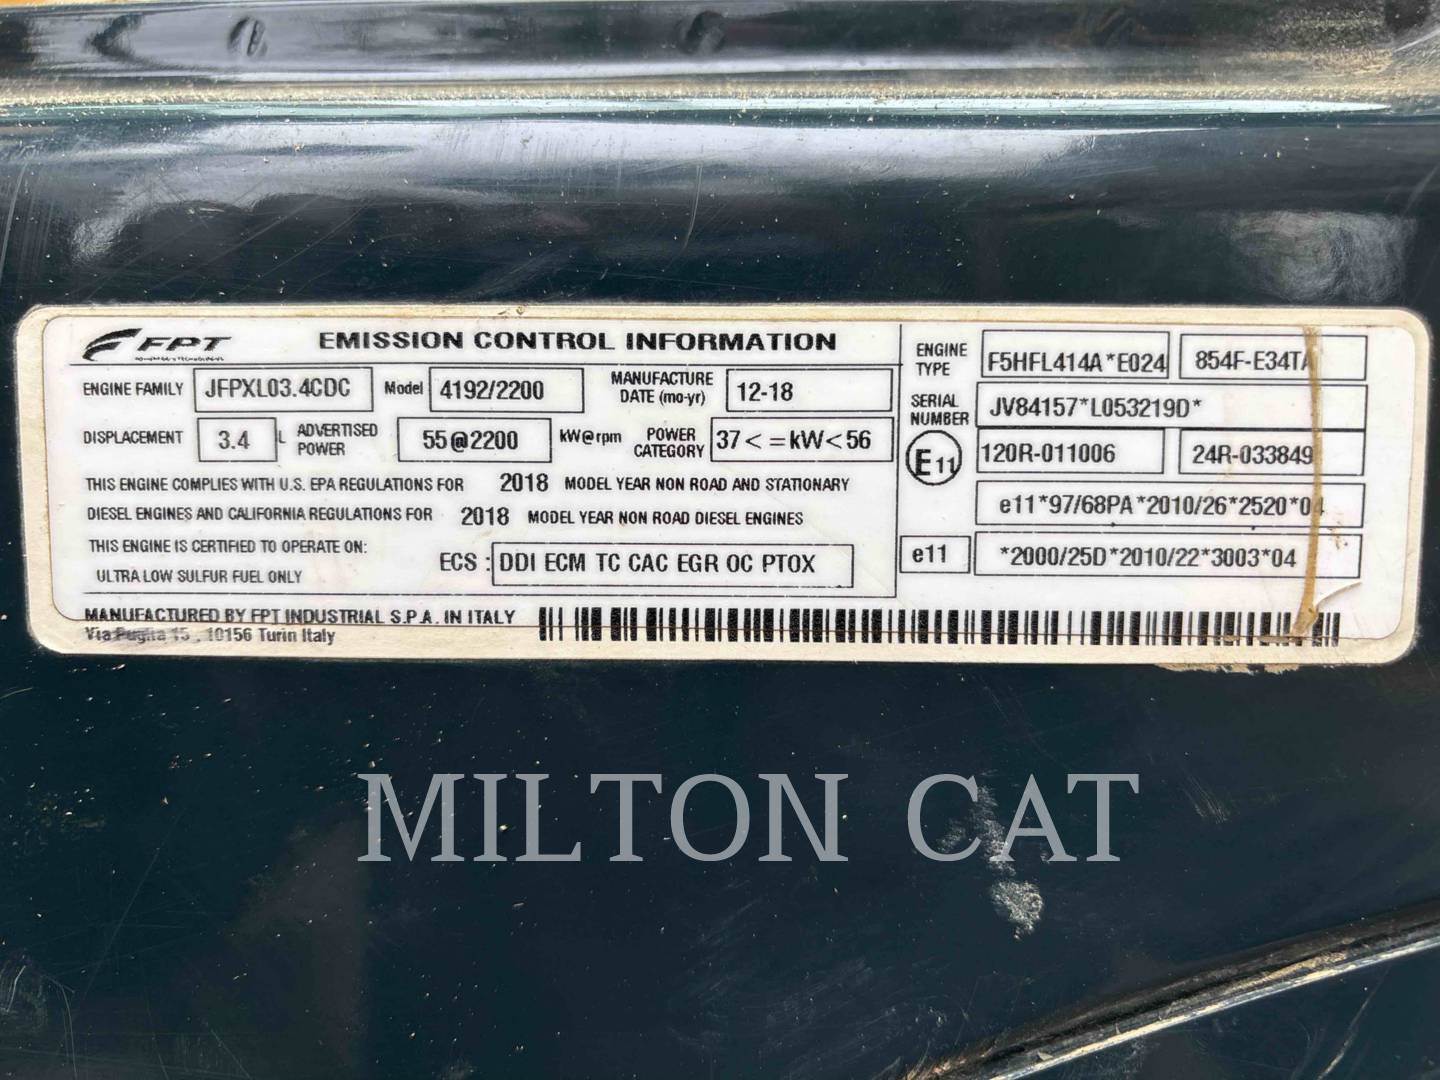 FPT EMISSION CONTROL INFORMATION
ENGINE FAMILY JFPXL03.4CDC Model 4192/2200 MANUFACTURE DATE (mo-yr) 12-18
DISPLACEMENT 3.4 L ADVERTISED POWER 55@2200 kW@rpm POWER CATEGORY 37<=kW<56
THIS ENGINE COMPLIES WITH U.S. EPA REGULATIONS FOR 2018 MODEL YEAR NON ROAD AND STATIONARY
DIESEL ENGINES AND CALIFORNIA REGULATIONS FOR 2018 MODEL YEAR NON ROAD DIESEL ENGINES
THIS ENGINE IS CERTIFIED TO OPERATE ON:
ULTRA LOW SULFUR FUEL ONLY
ECS : DDI ECM TC CAC EGR OC PTOX
MANUFACTURED BY FPT INDUSTRIAL S.P.A. IN ITALY
Via Puglia 15 , 10156 Turin Italy
ENGINE TYPE F5HFL414A*E024 854F-E34TA
SERIAL NUMBER JV84157*L053219D*
E11 120R-011006 24R-033849
e11*97/68PA*2010/26*2520*04
e11 *2000/25D*2010/22*3003*04
MILTON CAT